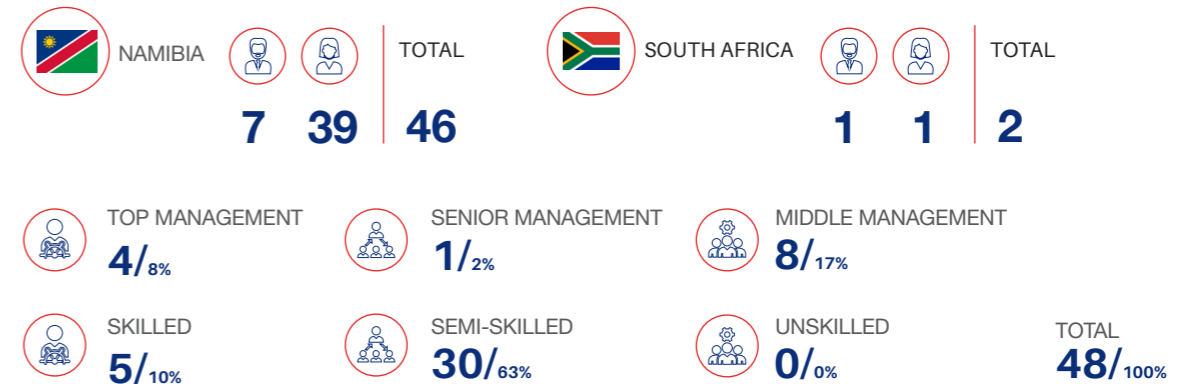 NAMIBIA
TOTAL
7 39 46
SOUTH AFRICA
TOTAL
1 1 2
TOP MANAGEMENT
4/8%
SENIOR MANAGEMENT
1/2%
MIDDLE MANAGEMENT
8/17%
SKILLED
5/10%
SEMI-SKILLED
30/63%
UNSKILLED
0/0%
TOTAL
48/100%